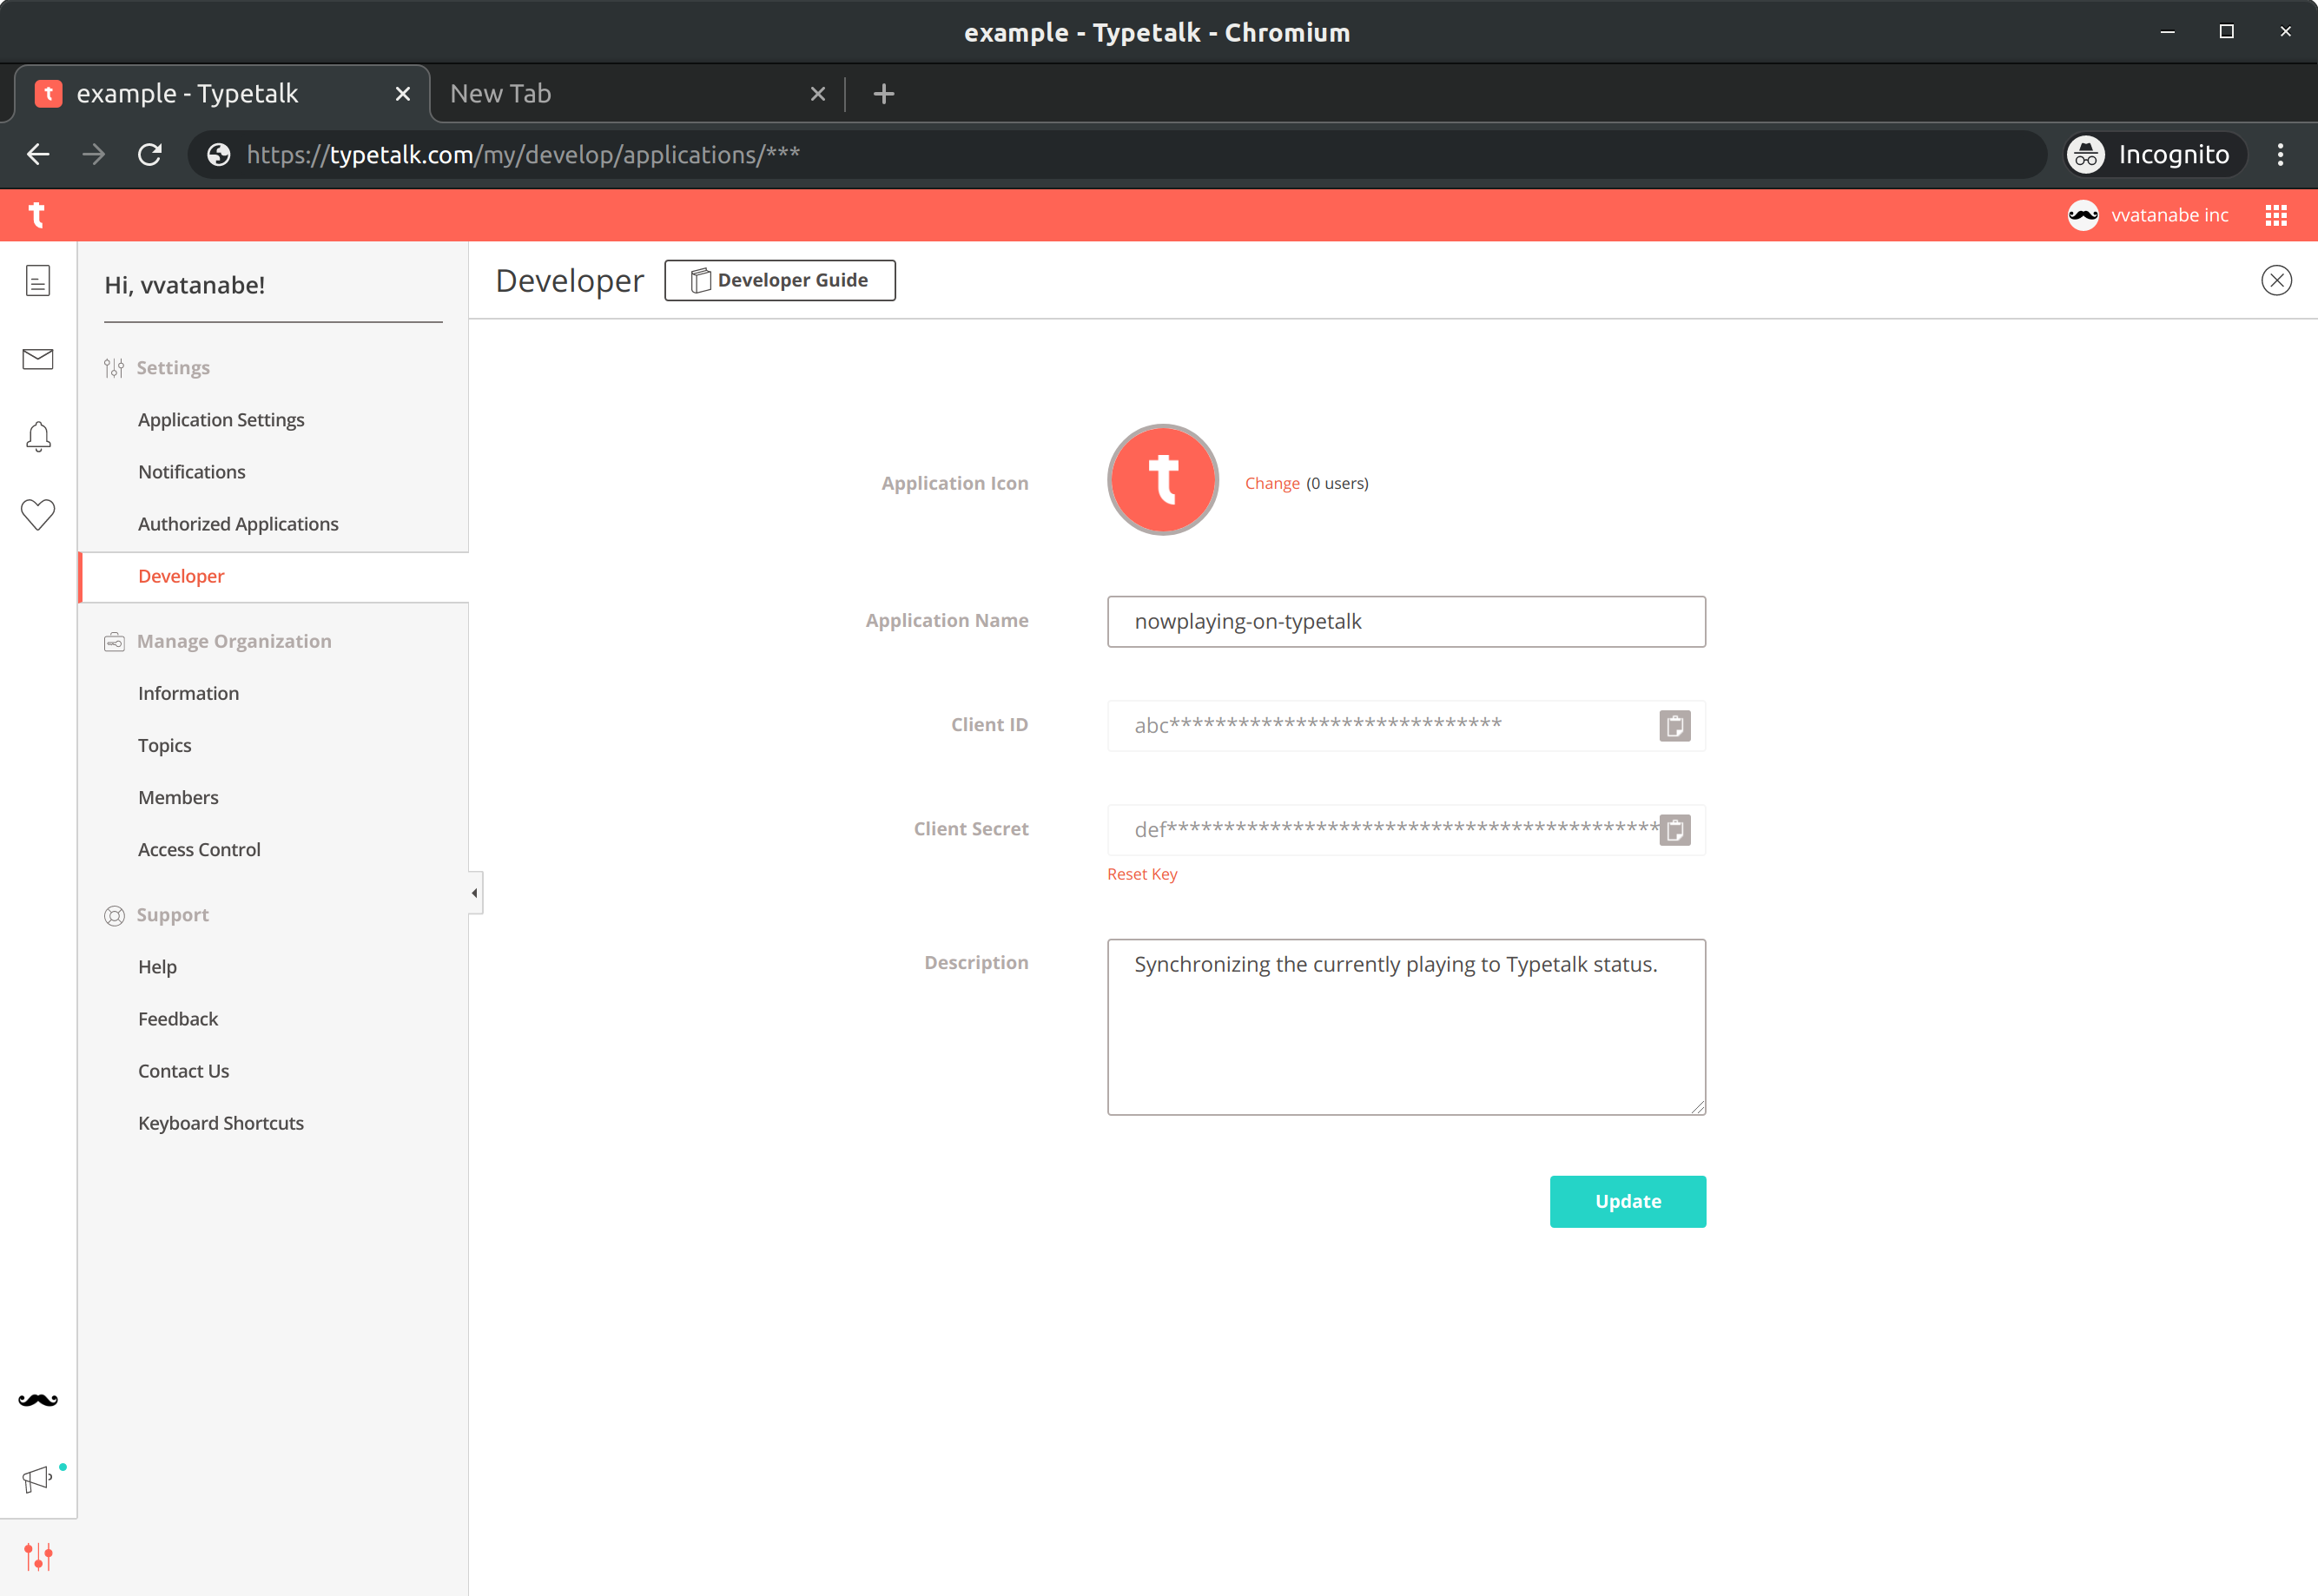 example - Typetalk - Chromium
example - Typetalk
New Tab
https://typetalk.com/my/develop/applications/***
Incognito
t
vvatanabe inc
Hi, vvatanabe!
Settings
Application Settings
Notifications
Authorized Applications
Developer
Manage Organization
Information
Topics
Members
Access Control
Support
Help
Feedback
Contact Us
Keyboard Shortcuts
Developer
Developer Guide
Application Icon
t
Change (0 users)
Application Name
nowplaying-on-typetalk
Client ID
abc*****************************
Client Secret
def*******************************************
Reset Key
Description
Synchronizing the currently playing to Typetalk status.
Update